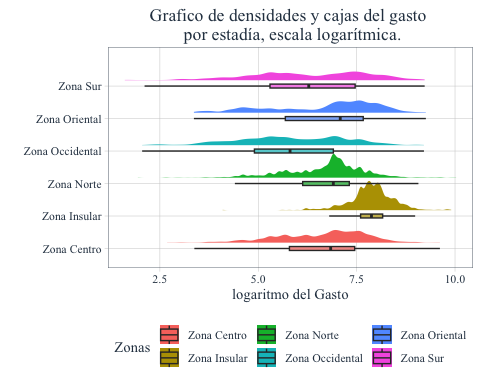 Grafico de densidades y cajas del gasto
por estadía, escala logarítmica.
Zona Sur
Zona Oriental
Zona Occidental
Zona Norte
Zona Insular
Zona Centro
2.5 5.0 7.5 10.0
logaritmo del Gasto
Zonas
Zona Centro Zona Norte Zona Oriental
Zona Insular Zona Occidental Zona Sur